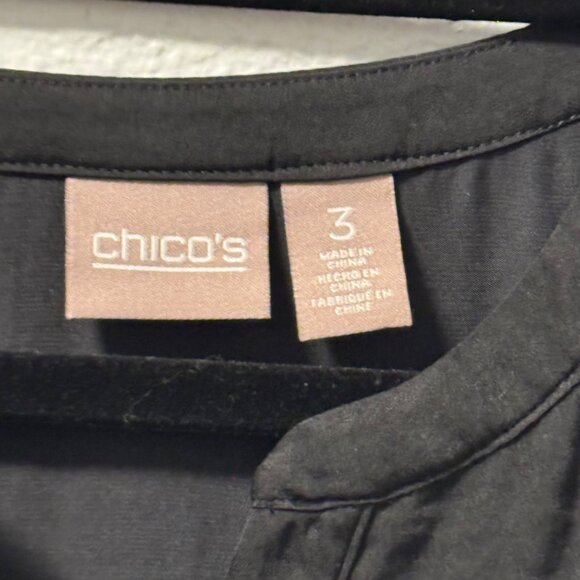 chico's
3
MADE IN
CHINA
HECHO EN
CHINA
FABRIQUÉ EN
CHINE